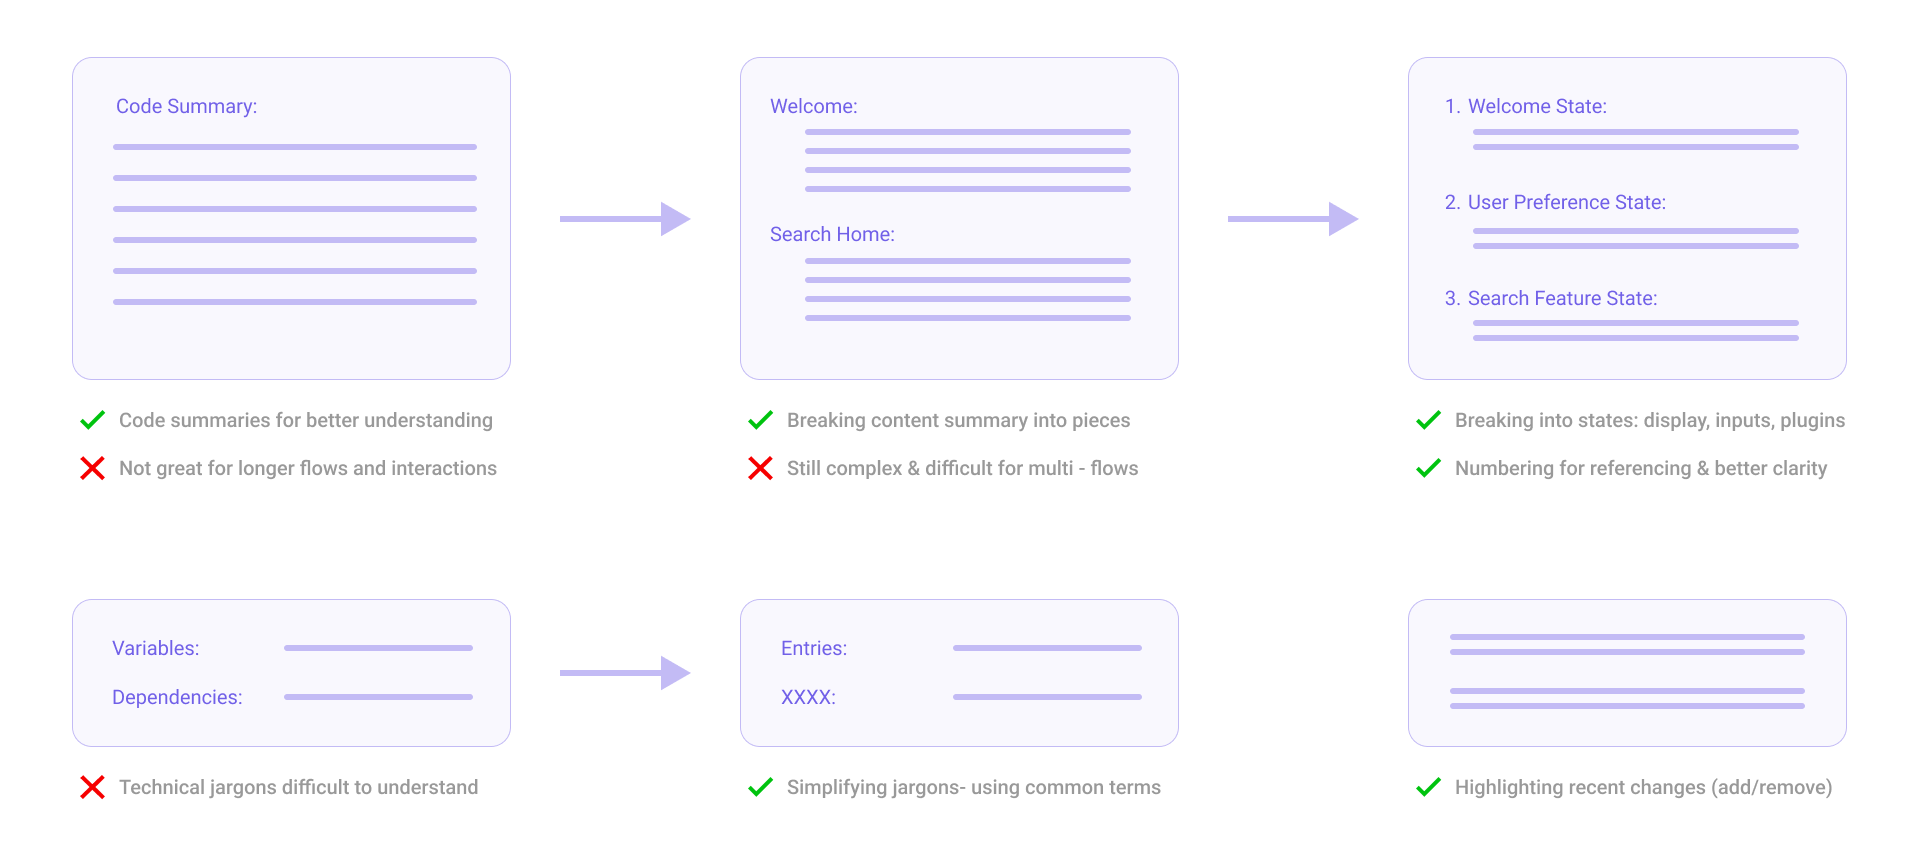 Code Summary:
Welcome:
Search Home:
1. Welcome State:
2. User Preference State:
3. Search Feature State:
Code summaries for better understanding
Not great for longer flows and interactions
Breaking content summary into pieces
Still complex & difficult for multi - flows
Breaking into states: display, inputs, plugins
Numbering for referencing & better clarity
Variables:
Dependencies:
Entries:
XXXX:
Technical jargons difficult to understand
Simplifying jargons- using common terms
Highlighting recent changes (add/remove)